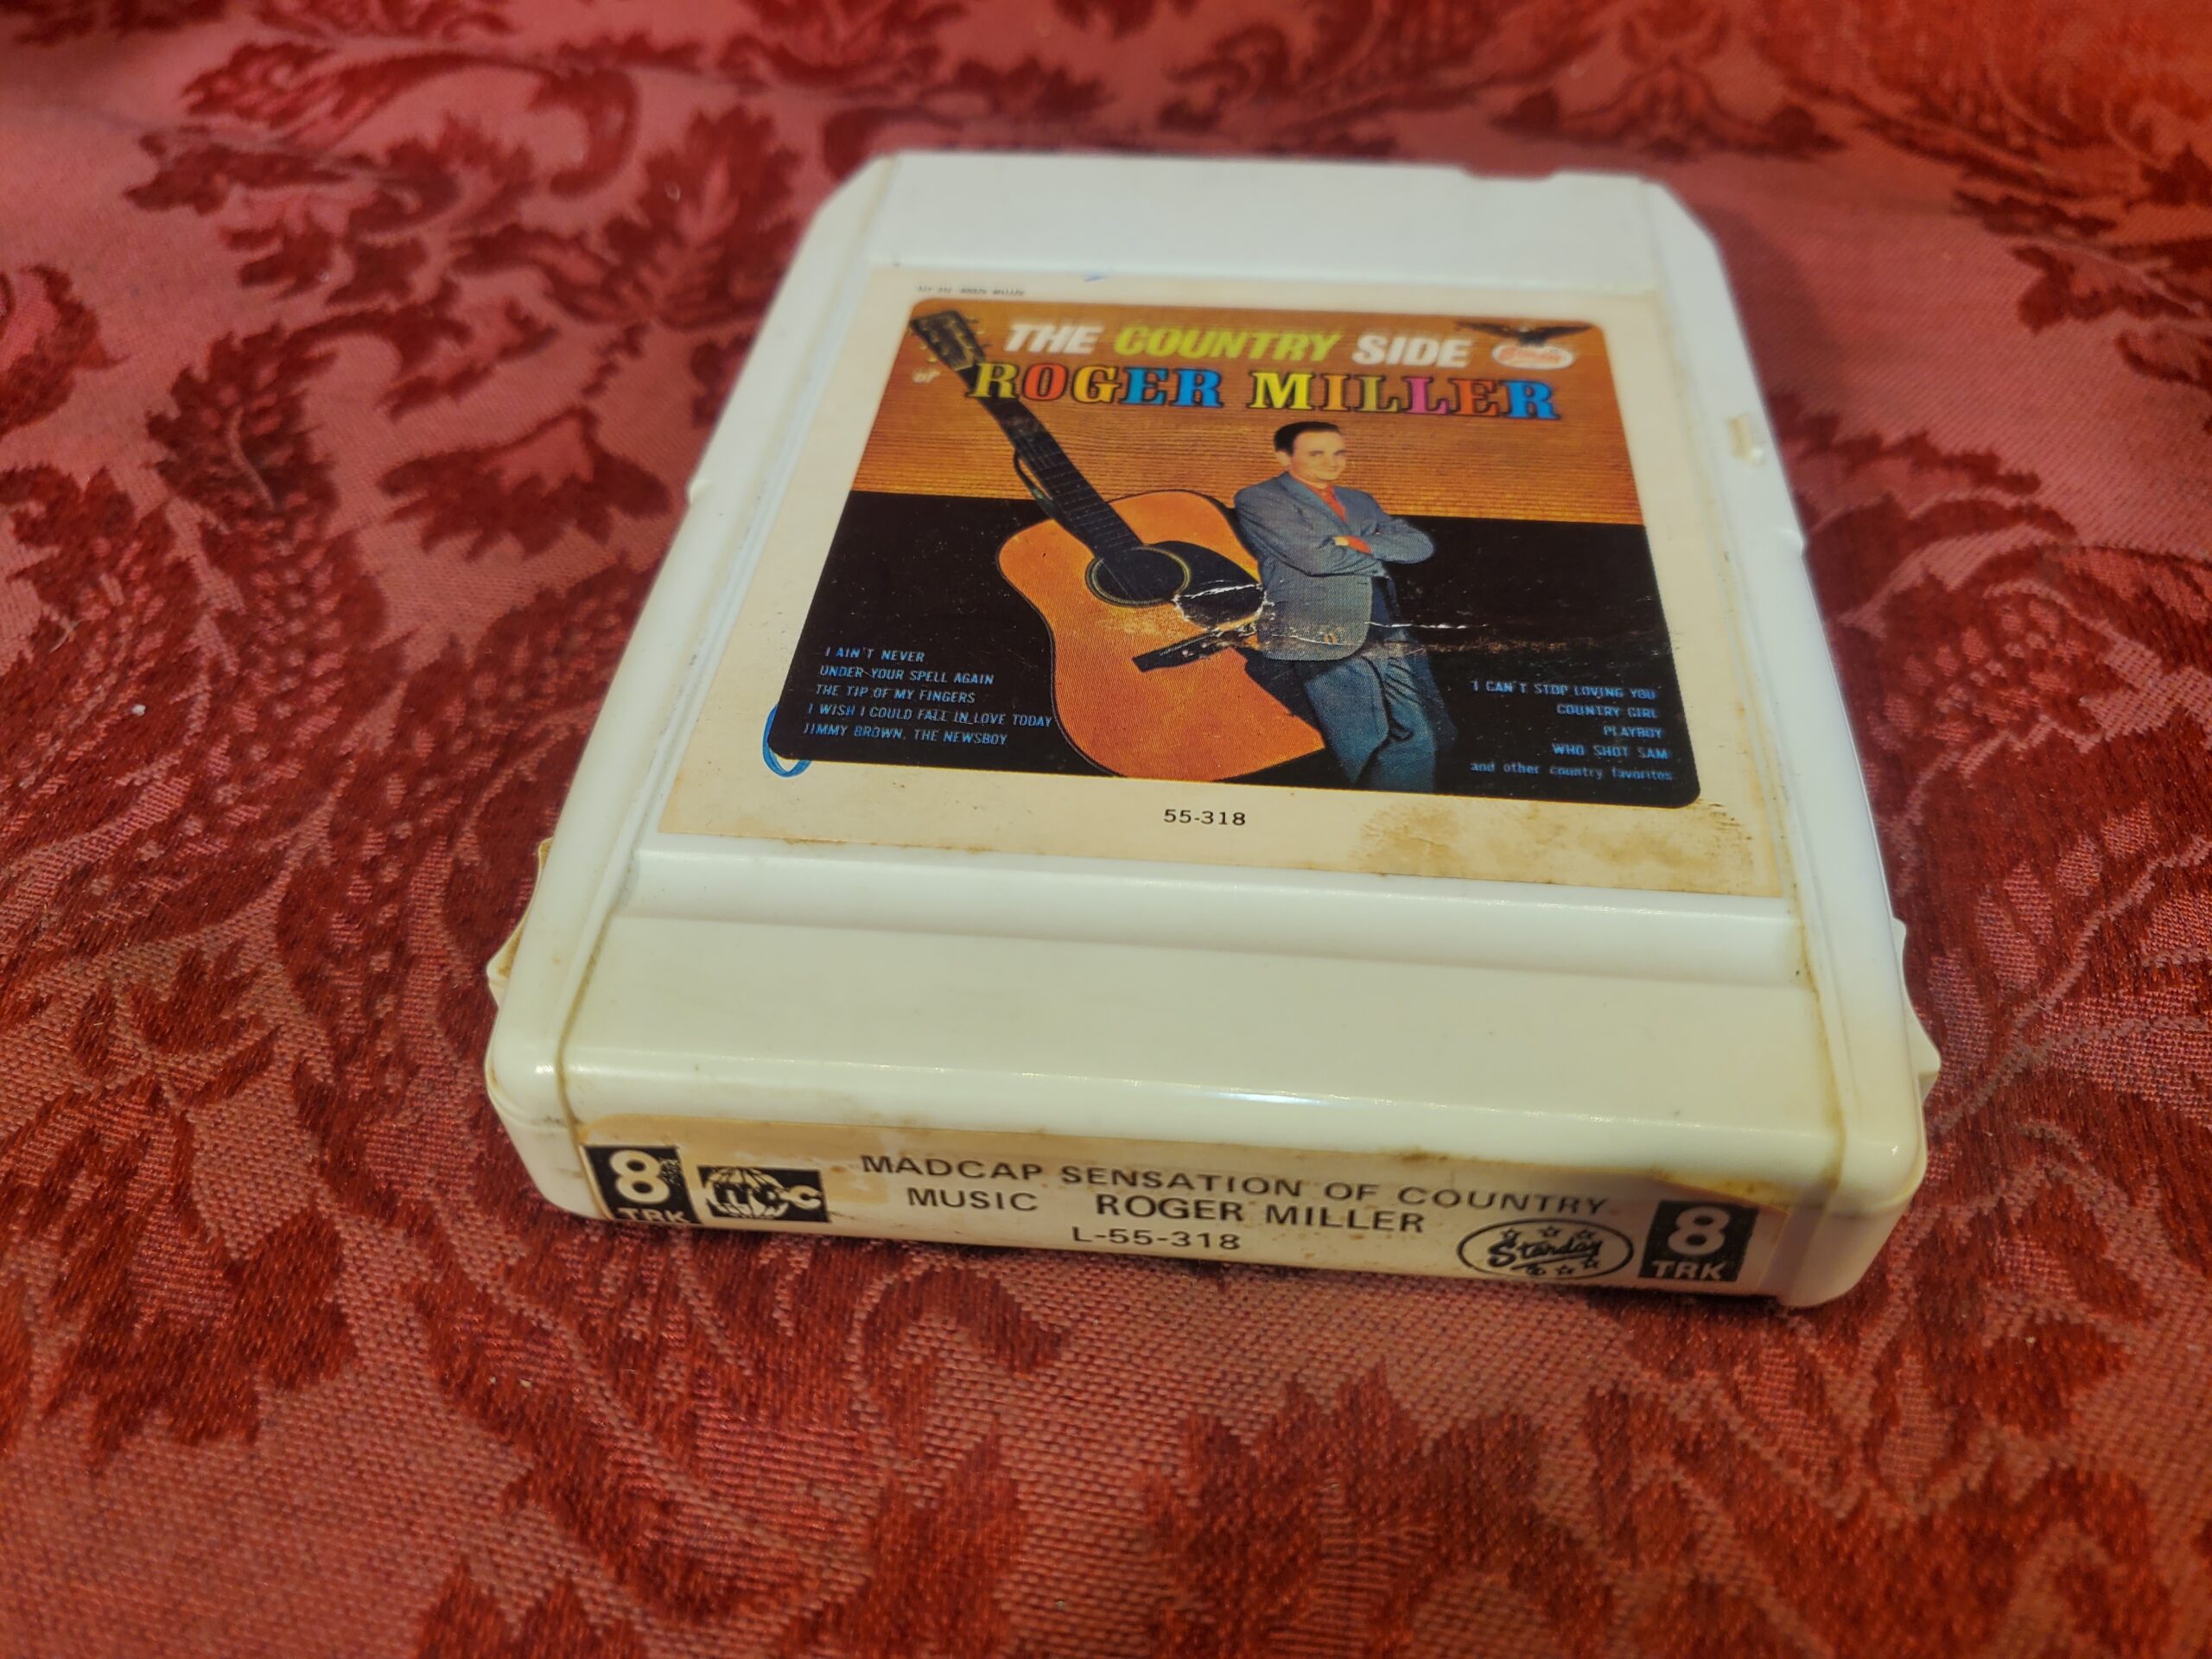 THE COUNTRY SIDE
of ROGER MILLER
I AIN'T NEVER
UNDER YOUR SPELL AGAIN
THE TIP OF MY FINGERS
I WISH I COULD FALL IN LOVE TODAY
JIMMY BROWN, THE NEWSBOY
I CAN'T STOP LOVING YOU
COUNTRY GIRL
PLAYBOY
WHO SHOT SAM
and other country favorites
55-318
8
TRK
MADCAP SENSATION OF COUNTRY
MUSIC ROGER MILLER
L-55-318
Starday
8
TRK